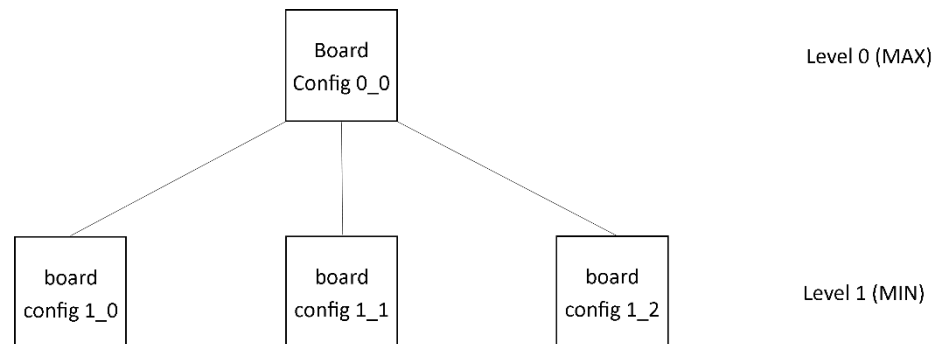 Board
Config 0_0
Level 0 (MAX)
board
config 1_0
board
config 1_1
board
config 1_2
Level 1 (MIN)